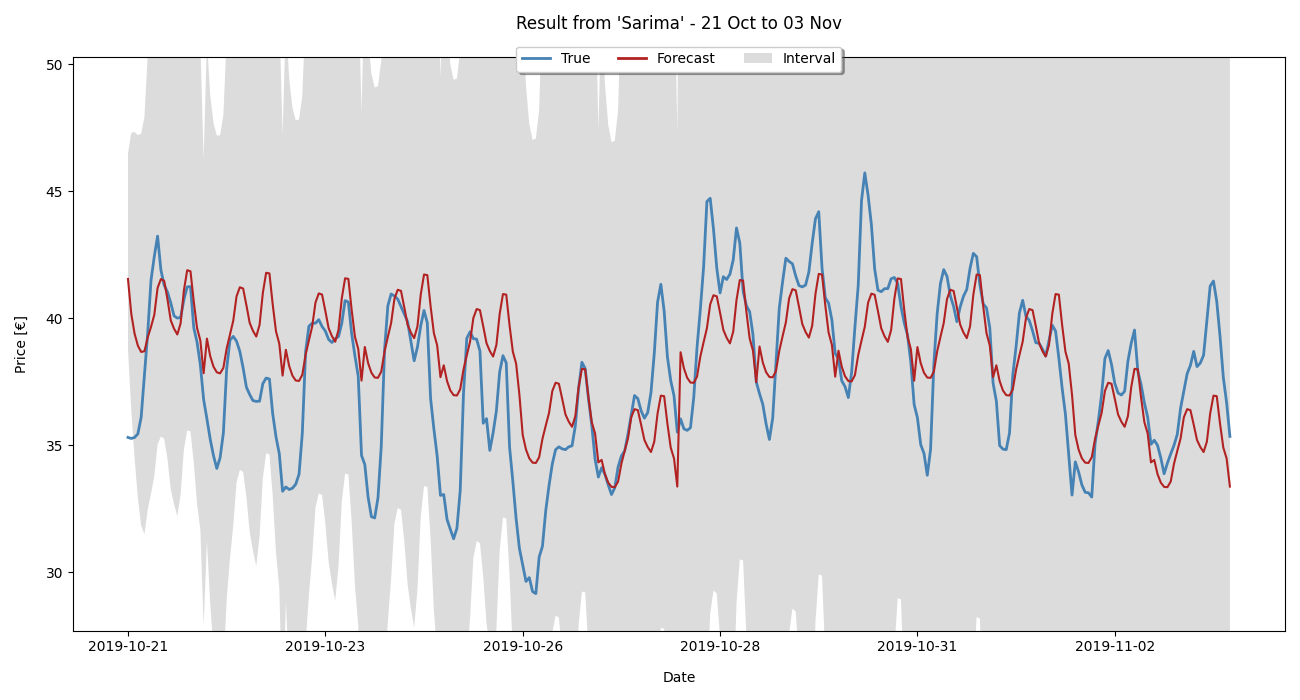 Result from 'Sarima' - 21 Oct to 03 Nov
True Forecast Interval
50
45
40
35
30
Price [€]
2019-10-21 2019-10-23 2019-10-26 2019-10-28 2019-10-31 2019-11-02
Date